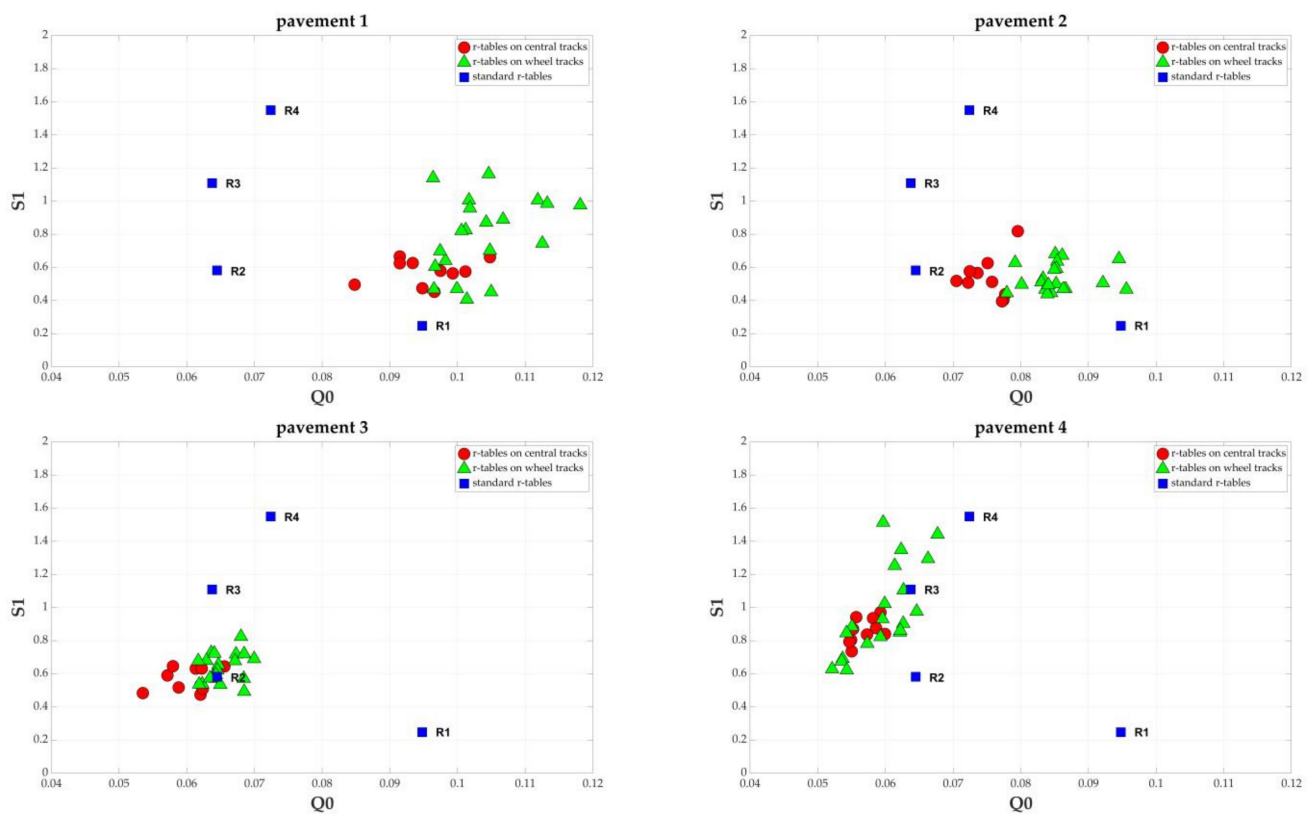 pavement 1
2
1.8
1.6
1.4
1.2
1
0.8
0.6
0.4
0.2
0
S1
r-tables on central tracks
r-tables on wheel tracks
standard r-tables
R4
R3
R2
R1
0.04 0.05 0.06 0.07 0.08 0.09 0.1 0.11 0.12
Q0
pavement 2
2
1.8
1.6
1.4
1.2
1
0.8
0.6
0.4
0.2
0
S1
r-tables on central tracks
r-tables on wheel tracks
standard r-tables
R4
R3
R2
R1
0.04 0.05 0.06 0.07 0.08 0.09 0.1 0.11 0.12
Q0
pavement 3
2
1.8
1.6
1.4
1.2
1
0.8
0.6
0.4
0.2
0
S1
r-tables on central tracks
r-tables on wheel tracks
standard r-tables
R4
R3
R2
R1
0.04 0.05 0.06 0.07 0.08 0.09 0.1 0.11 0.12
Q0
pavement 4
2
1.8
1.6
1.4
1.2
1
0.8
0.6
0.4
0.2
0
S1
r-tables on central tracks
r-tables on wheel tracks
standard r-tables
R4
R3
R2
R1
0.04 0.05 0.06 0.07 0.08 0.09 0.1 0.11 0.12
Q0